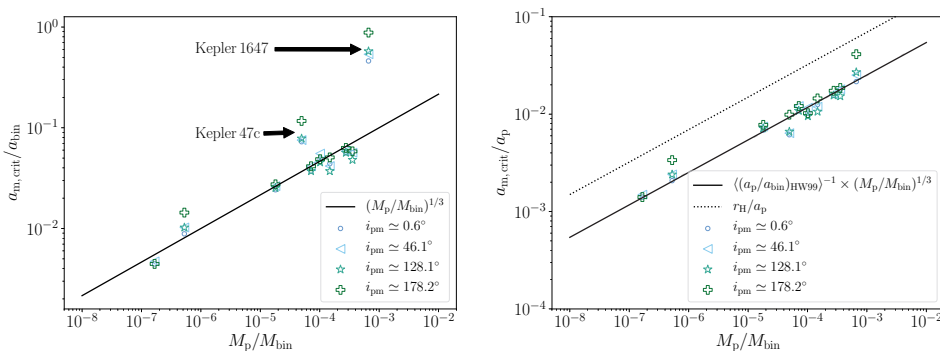 10⁰
10⁻¹
10⁻²
a_m,crit/a_bin
Kepler 1647
Kepler 47c
(M_p/M_bin)^1/3
i_pm ≃ 0.6°
i_pm ≃ 46.1°
i_pm ≃ 128.1°
i_pm ≃ 178.2°
10⁻⁸ 10⁻⁷ 10⁻⁶ 10⁻⁵ 10⁻⁴ 10⁻³ 10⁻²
M_p/M_bin
10⁻¹
10⁻²
10⁻³
10⁻⁴
a_m,crit/a_p
⟨(a_p/a_bin)_HW99⟩⁻¹ × (M_p/M_bin)^1/3
r_H/a_p
i_pm ≃ 0.6°
i_pm ≃ 46.1°
i_pm ≃ 128.1°
i_pm ≃ 178.2°
10⁻⁸ 10⁻⁷ 10⁻⁶ 10⁻⁵ 10⁻⁴ 10⁻³ 10⁻²
M_p/M_bin